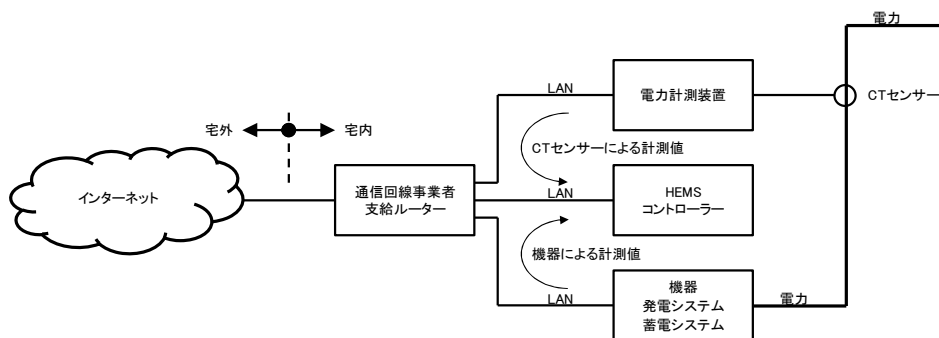 電力
LAN
電力計測装置
CTセンサー
宅外
宅内
CTセンサーによる計測値
インターネット
通信回線事業者
支給ルーター
LAN
HEMS
コントローラー
機器による計測値
LAN
機器
発電システム
蓄電システム
電力